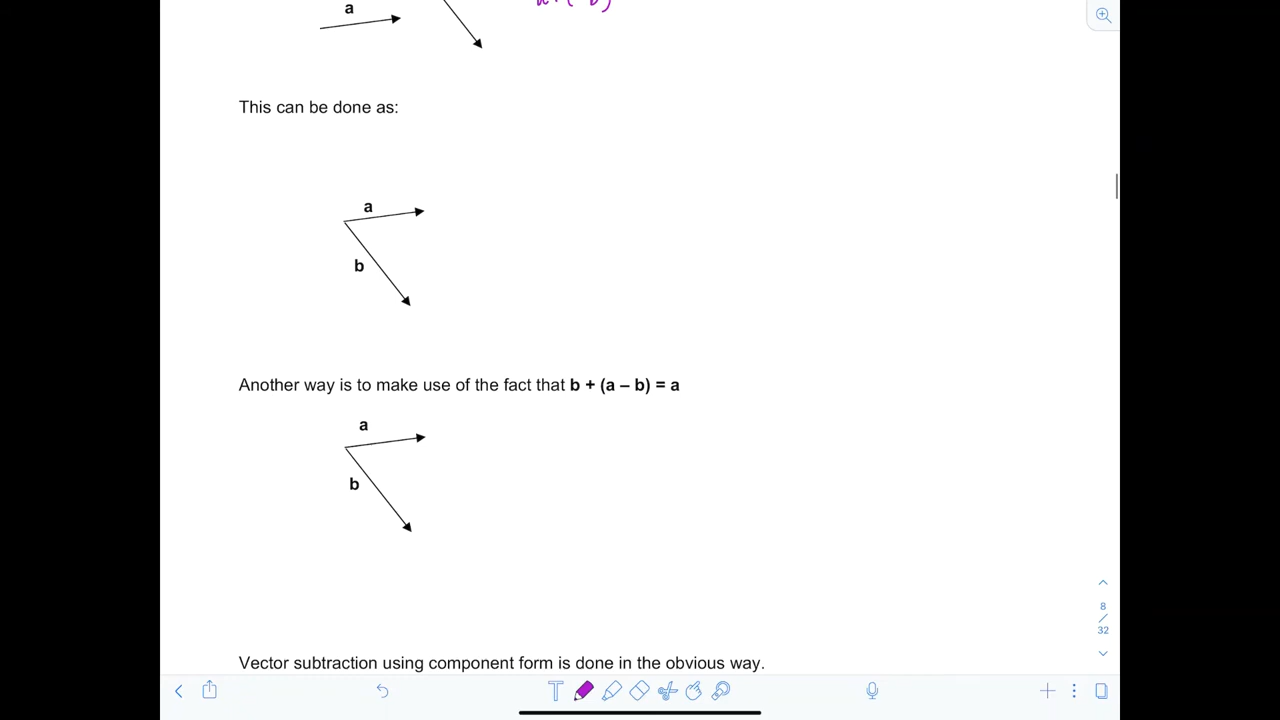 a
This can be done as:
a
b
Another way is to make use of the fact that b + (a – b) = a
a
b
8
/
32
Vector subtraction using component form is done in the obvious way.
T